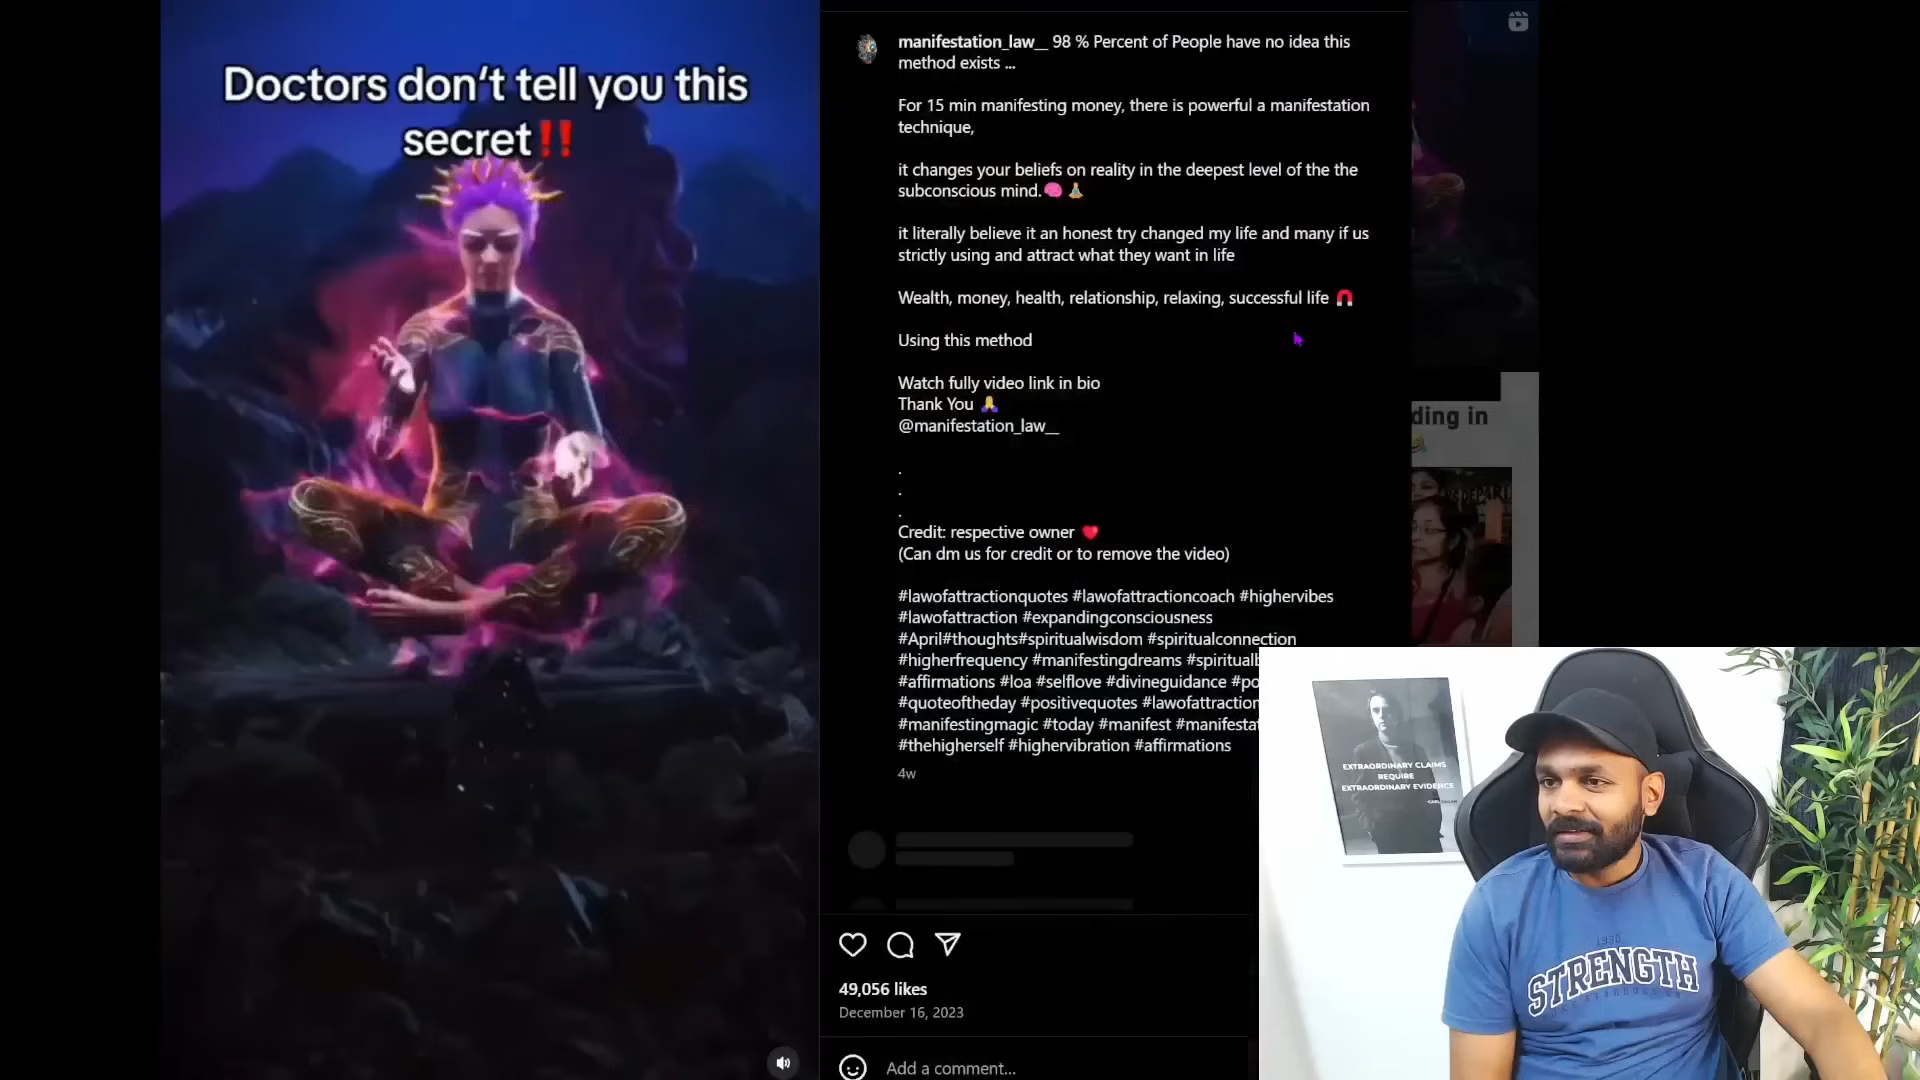 Doctors don't tell you this
secret‼
manifestation_law__ 98 % Percent of People have no idea this
method exists ...
For 15 min manifesting money, there is powerful a manifestation
technique,
it changes your beliefs on reality in the deepest level of the the
subconscious mind.🧠🧘
it literally believe it an honest try changed my life and many if us
strictly using and attract what they want in life
Wealth, money, health, relationship, relaxing, successful life 🧲
Using this method
Watch fully video link in bio
Thank You 🙏
@manifestation_law__
.
.
.
Credit: respective owner ❤️
(Can dm us for credit or to remove the video)
#lawofattractionquotes #lawofattractioncoach #highervibes
#lawofattraction #expandingconsciousness
#April#thoughts#spiritualwisdom #spiritualconnection
#higherfrequency #manifestingdreams
#affirmations #loa #selflove #divineguidance
#quoteoftheday #positivequotes #lawofattraction
#manifestingmagic #today #manifest
#thehigherself #highervibration #affirmations
4w
49,056 likes
December 16, 2023
Add a comment...
ding in
EXTRAORDINARY CLAIMS
REQUIRE
EXTRAORDINARY EVIDENCE
1930
STRENGTH